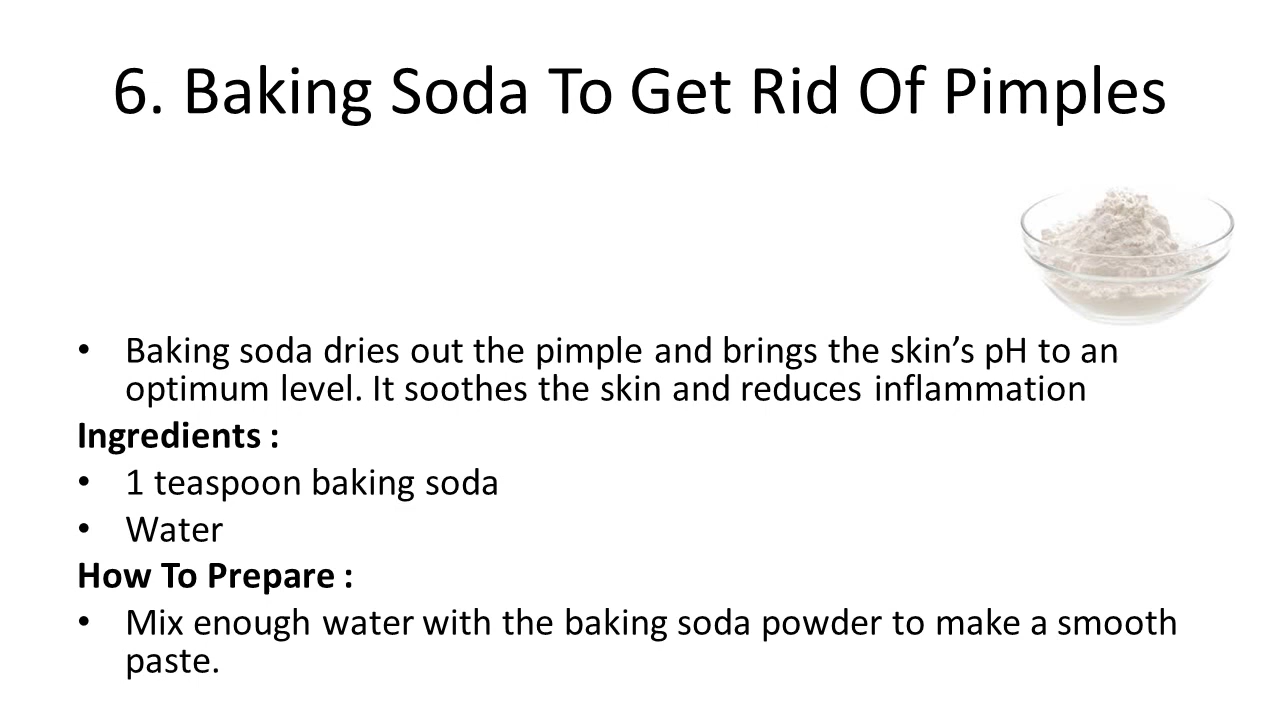 6. Baking Soda To Get Rid Of Pimples
• Baking soda dries out the pimple and brings the skin’s pH to an
optimum level. It soothes the skin and reduces inflammation
Ingredients :
• 1 teaspoon baking soda
• Water
How To Prepare :
• Mix enough water with the baking soda powder to make a smooth
paste.